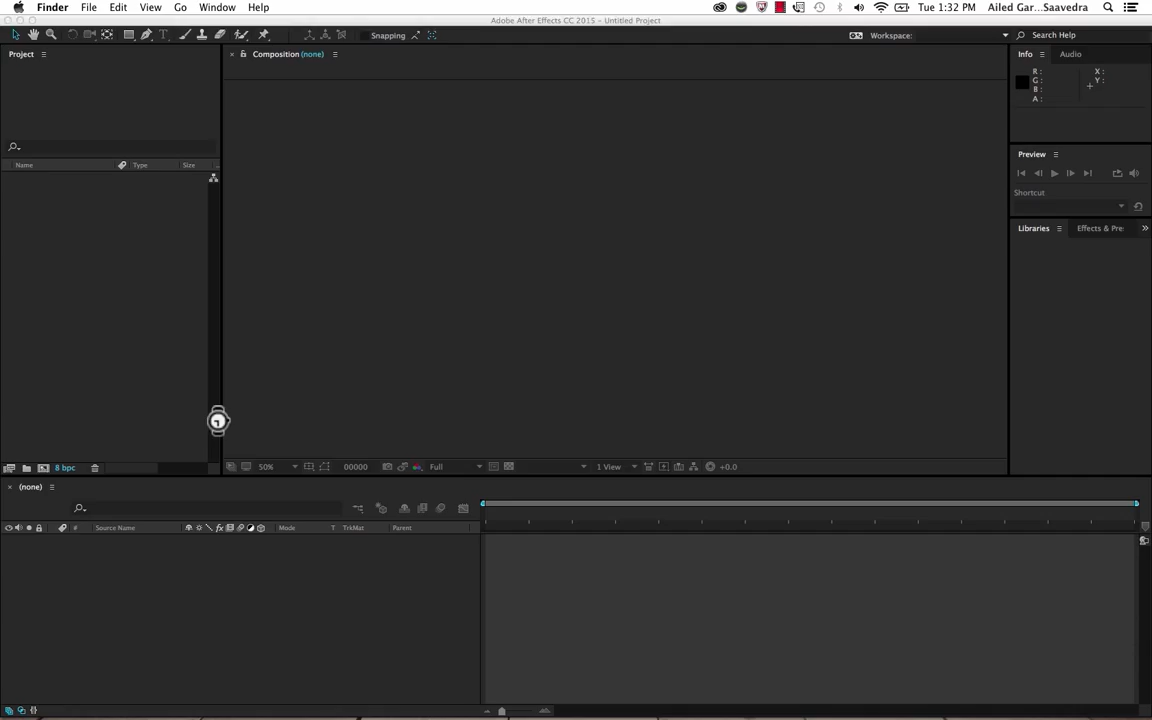 Finder File Edit View Go Window Help Tue 1:32 PM Ailed Gar...Saavedra
Adobe After Effects CC 2015 - Untitled Project
Snapping Workspace: Search Help
Project Composition (none) Info Audio
R: X:
G: Y:
B:
A:
Preview
Name Type Size
Shortcut
Libraries Effects & Pre
8 bpc 50% 00000 Full 1 View +0.0
(none)
# Source Name fx Mode T TrkMat Parent